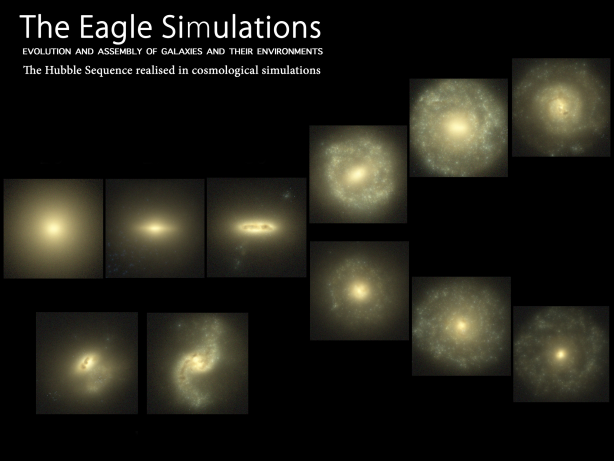 The Eagle Simulations
EVOLUTION AND ASSEMBLY OF GALAXIES AND THEIR ENVIRONMENTS
The Hubble Sequence realised in cosmological simulations